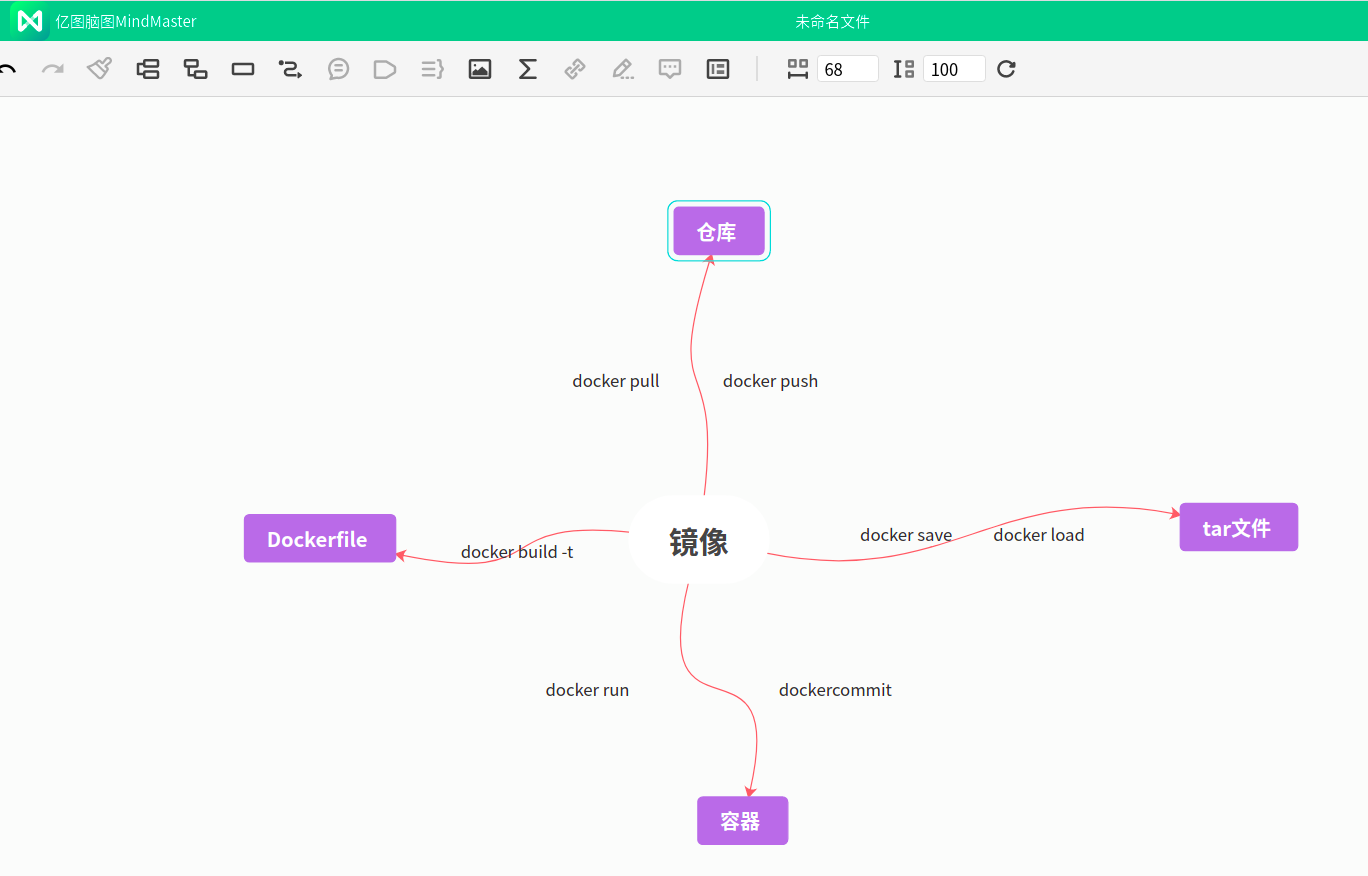 亿图脑图MindMaster
未命名文件
68
100
仓库
docker pull
docker push
镜像
Dockerfile
docker build -t
docker save
docker load
tar文件
docker run
dockercommit
容器